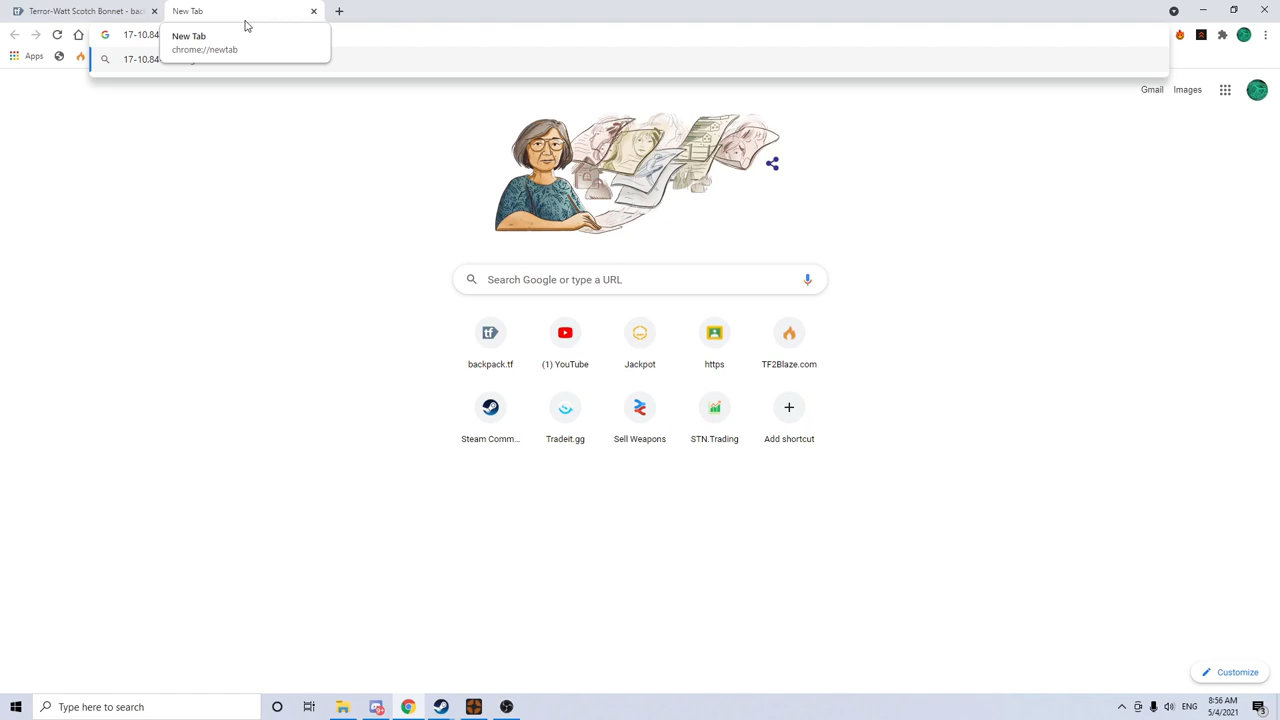 Terror-Watt Scotch Bonnet - back
New Tab
17-10.84
New Tab
chrome://newtab
17-10.84
Apps
Gmail
Images
Search Google or type a URL
backpack.tf
(1) YouTube
Jackpot
https
TF2Blaze.com
Steam Comm...
Tradeit.gg
Sell Weapons
STN.Trading
Add shortcut
Customize
Type here to search
ENG
8:56 AM
5/4/2021